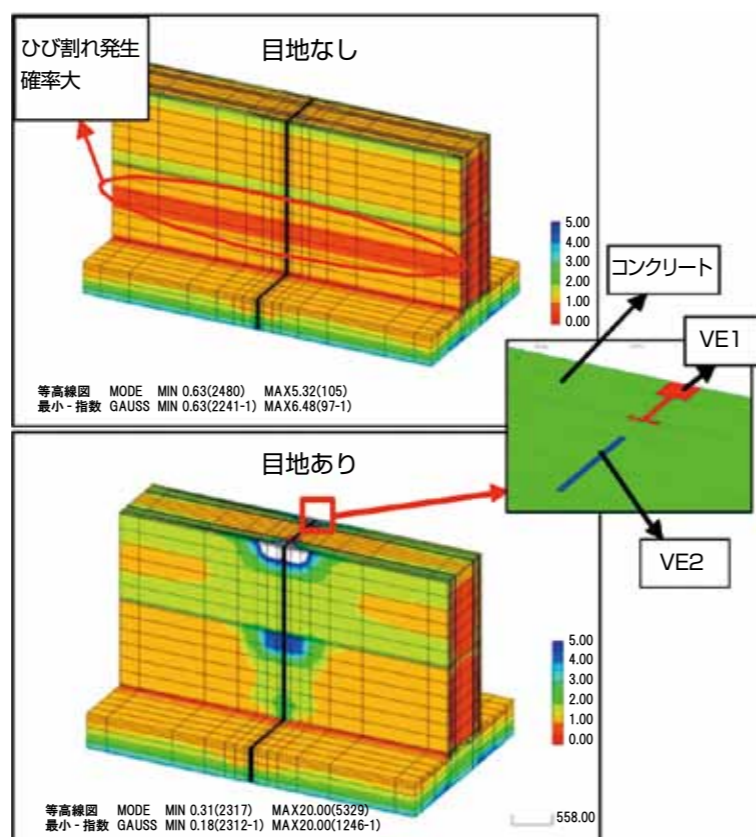 ひび割れ発生
確率大
目地なし
5.00
4.00
3.00
2.00
1.00
0.00
等高線図 MODE MIN 0.63(2480) MAX5.32(105)
最小 - 指数 GAUSS MIN 0.63(2241-1) MAX6.48(97-1)
コンクリート
VE1
VE2
目地あり
5.00
4.00
3.00
2.00
1.00
0.00
等高線図 MODE MIN 0.31(2317) MAX20.00(5329)
最小 - 指数 GAUSS MIN 0.18(2312-1) MAX20.00(1246-1)
558.00